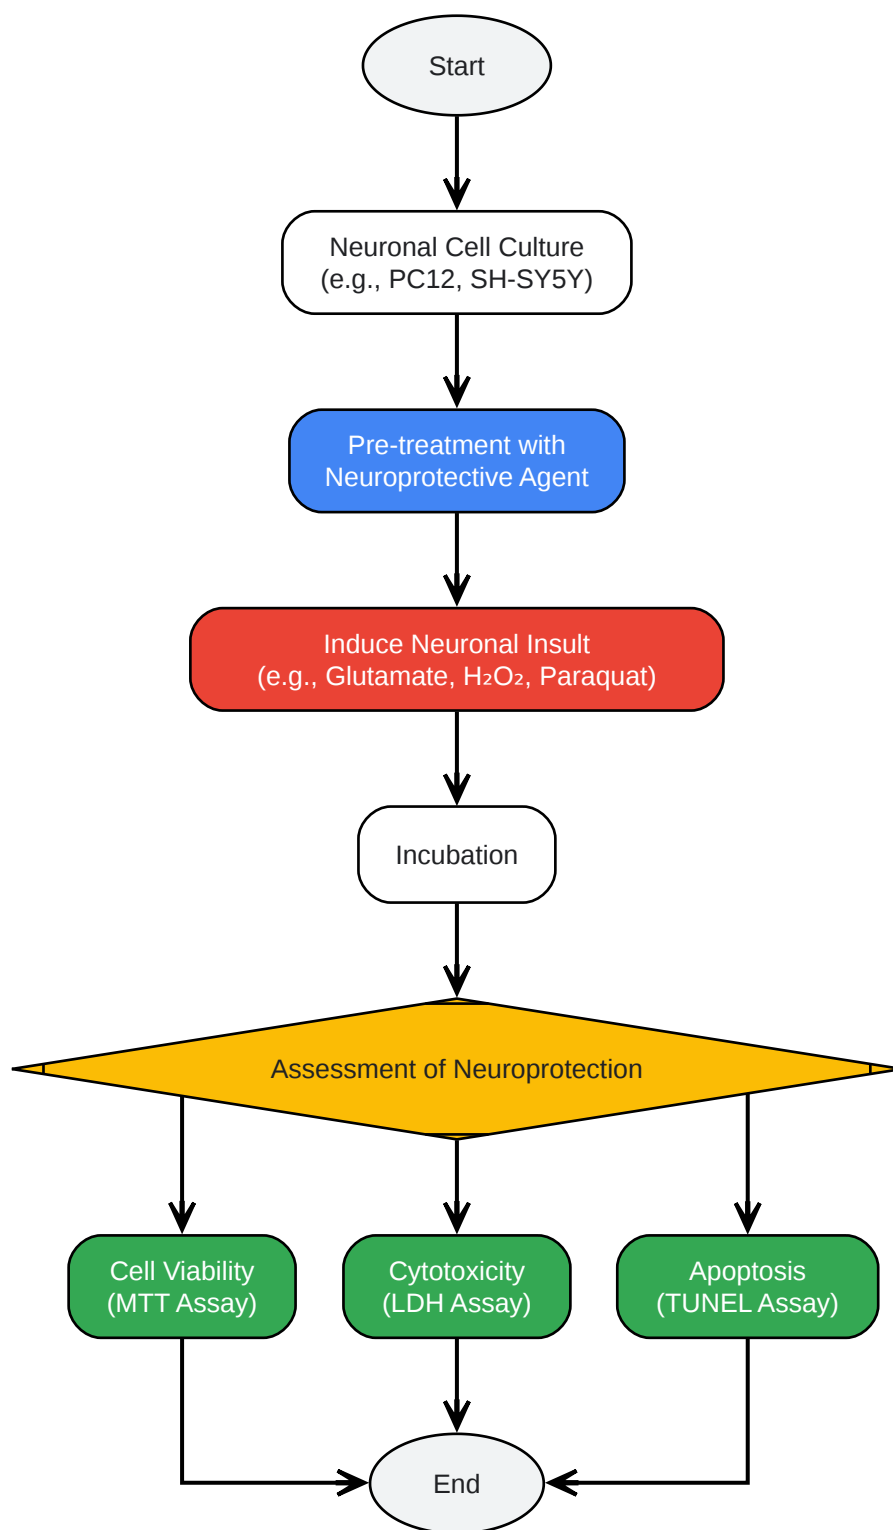 Start
Neuronal Cell Culture
(e.g., PC12, SH-SY5Y)
Pre-treatment with
Neuroprotective Agent
Induce Neuronal Insult
(e.g., Glutamate, H₂O₂, Paraquat)
Incubation
Assessment of Neuroprotection
Cell Viability
(MTT Assay)
Cytotoxicity
(LDH Assay)
Apoptosis
(TUNEL Assay)
End